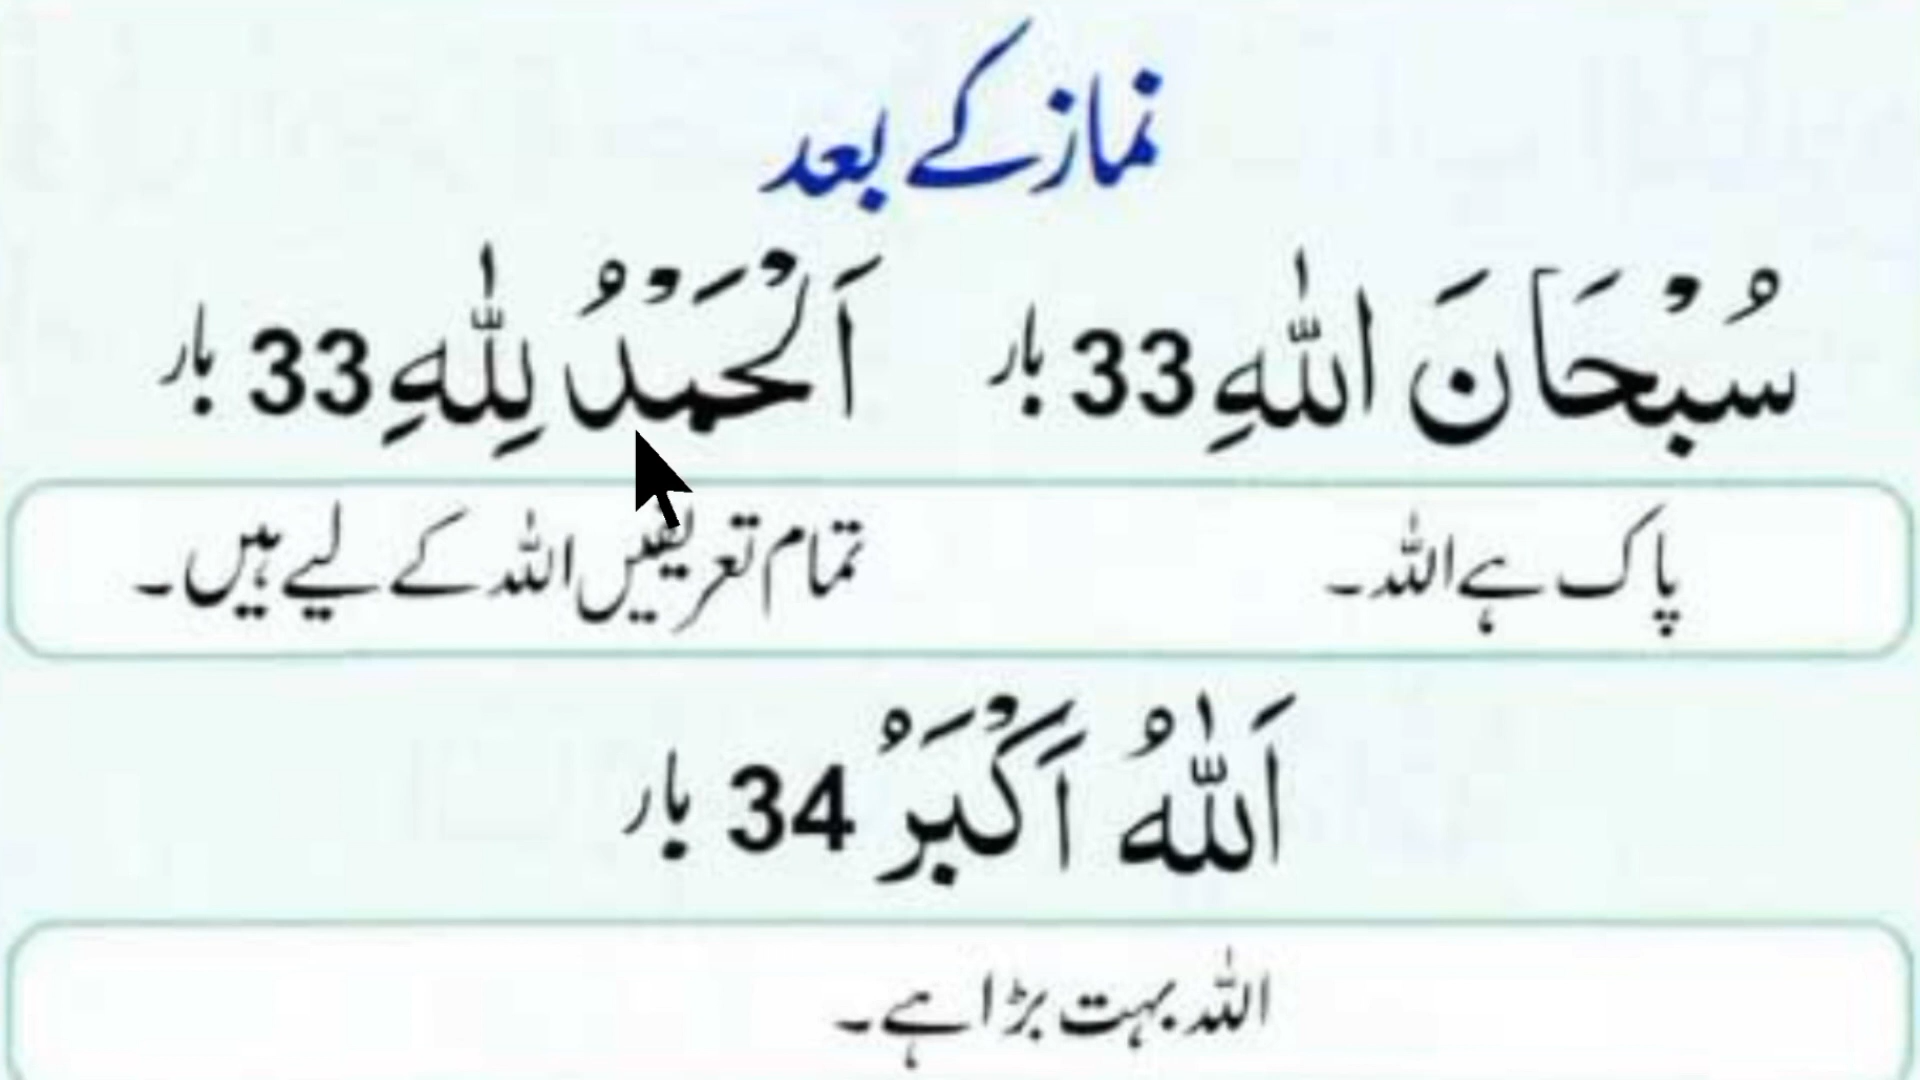 نماز کے بعد
سُبْحَانَ اللّٰهِ 33 بار اَلْحَمْدُ لِلّٰهِ 33 بار
پاک ہے اللہ۔ تمام تعریفیں اللہ کے لیے ہیں۔
اَللّٰهُ اَكْبَرُ 34 بار
اللہ بہت بڑا ہے۔